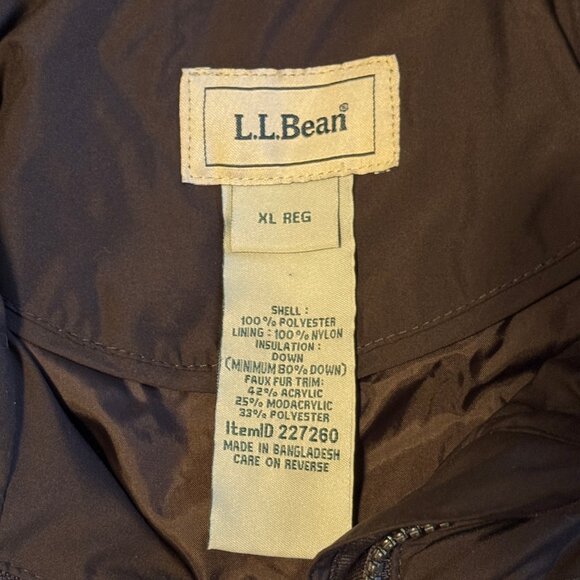 L.L.Bean®
XL REG
SHELL:
100% POLYESTER
LINING: 100% NYLON
INSULATION:
DOWN
(MINIMUM 80% DOWN)
FAUX FUR TRIM:
42% ACRYLIC
25% MODACRYLIC
33% POLYESTER
ItemID 227260
MADE IN BANGLADESH
CARE ON REVERSE